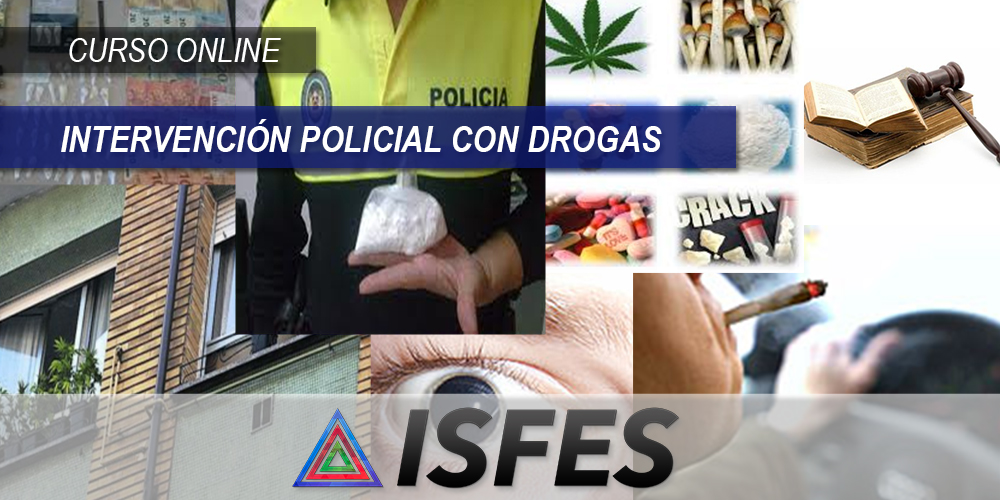 CURSO ONLINE
POLICIA
INTERVENCIÓN POLICIAL CON DROGAS
CRACK
ISFES